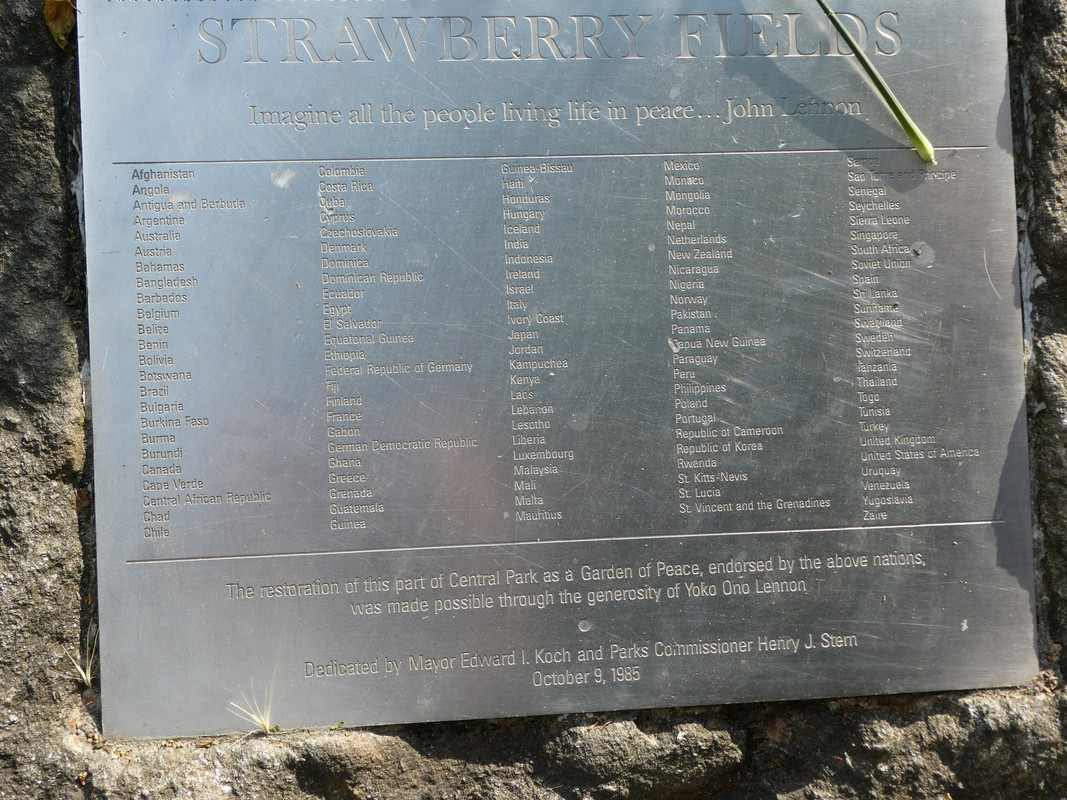 STRAWBERRY FIELDS
Imagine all the people living life in peace...John Lennon
Afghanistan
Angola
Antigua and Barbuda
Argentina
Australia
Austria
Bahamas
Bangladesh
Barbados
Belgium
Belize
Benin
Bolivia
Botswana
Brazil
Bulgaria
Burkina Faso
Burma
Burundi
Canada
Cape Verde
Central African Republic
Chad
Chile
Colombia
Costa Rica
Cuba
Cyprus
Czechoslovakia
Denmark
Dominica
Dominican Republic
Ecuador
Egypt
El Salvador
Equatorial Guinea
Ethiopia
Federal Republic of Germany
Fiji
Finland
France
Gabon
German Democratic Republic
Ghana
Greece
Grenada
Guatemala
Guinea
Guinea-Bissau
Haiti
Honduras
Hungary
Iceland
India
Indonesia
Ireland
Israel
Italy
Ivory Coast
Japan
Jordan
Kampuchea
Kenya
Laos
Lebanon
Lesotho
Liberia
Luxembourg
Malaysia
Mali
Malta
Mauritius
Mexico
Monaco
Mongolia
Morocco
Nepal
Netherlands
New Zealand
Nicaragua
Nigeria
Norway
Pakistan
Panama
Papua New Guinea
Paraguay
Peru
Philippines
Poland
Portugal
Republic of Cameroon
Republic of Korea
Rwanda
St. Kitts-Nevis
St. Lucia
St. Vincent and the Grenadines
Samoa
Sao Tome and Principe
Senegal
Seychelles
Sierra Leone
Singapore
South Africa
Soviet Union
Spain
Sri Lanka
Suriname
Swaziland
Sweden
Switzerland
Tanzania
Thailand
Togo
Tunisia
Turkey
United Kingdom
United States of America
Uruguay
Venezuela
Yugoslavia
Zaire
The restoration of this part of Central Park as a Garden of Peace, endorsed by the above nations,
was made possible through the generosity of Yoko Ono Lennon
Dedicated by Mayor Edward I. Koch and Parks Commissioner Henry J. Stern
October 9, 1985